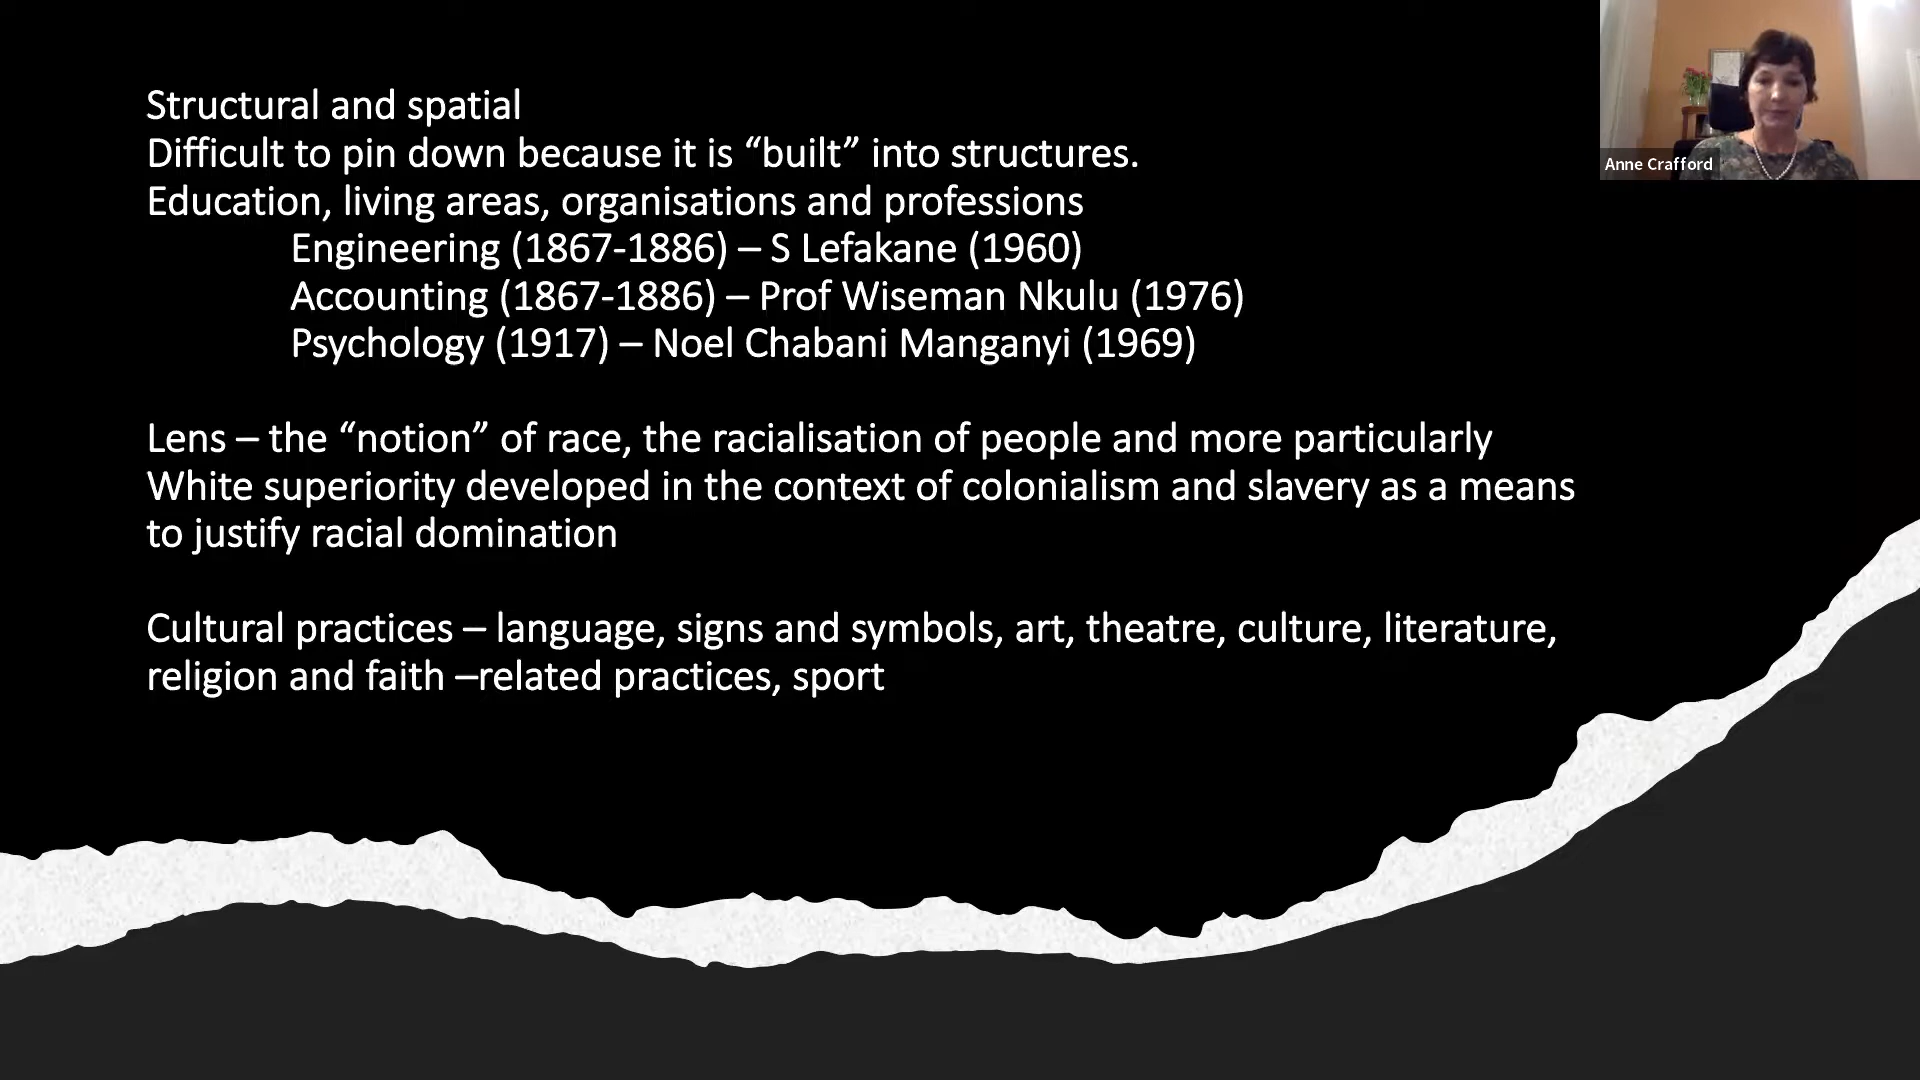 Structural and spatial
Difficult to pin down because it is “built” into structures.
Education, living areas, organisations and professions
Engineering (1867-1886) – S Lefakane (1960)
Accounting (1867-1886) – Prof Wiseman Nkulu (1976)
Psychology (1917) – Noel Chabani Manganyi (1969)
Lens – the “notion” of race, the racialisation of people and more particularly
White superiority developed in the context of colonialism and slavery as a means
to justify racial domination
Cultural practices – language, signs and symbols, art, theatre, culture, literature,
religion and faith –related practices, sport
Anne Crafford